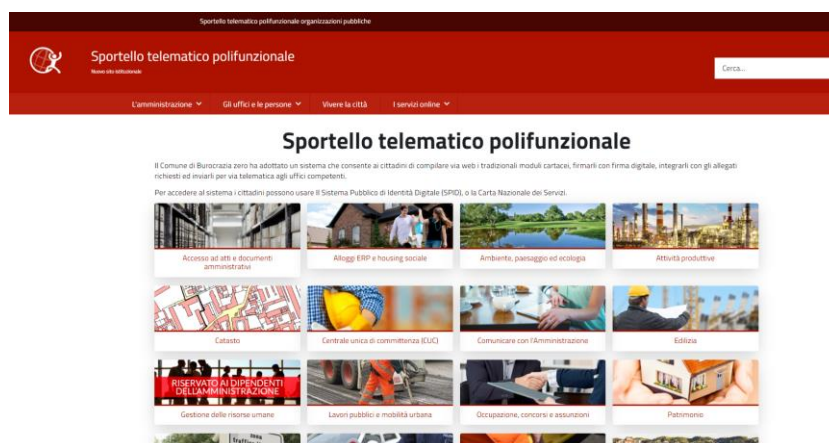 Sportello telematico polifunzionale organizzazioni pubbliche
Sportello telematico polifunzionale
Nuovo sito istituzionale
Cerca...
L'amministrazione
Gli uffici e le persone
Vivere la città
I servizi online
Sportello telematico polifunzionale
Il Comune di Burocrazia zero ha adottato un sistema che consente ai cittadini di compilare via web i tradizionali moduli cartacei, firmarli con firma digitale, integrarli con gli allegati
richiesti ed inviarli per via telematica agli uffici competenti.
Per accedere al sistema i cittadini possono usare Il Sistema Pubblico di Identità Digitale (SPID), o la Carta Nazionale dei Servizi.
Accesso ad atti e documenti
amministrativi
Alloggi ERP e housing sociale
Ambiente, paesaggio ed ecologia
Attività produttive
Catasto
Centrale unica di committenza (CUC)
Comunicare con l'Amministrazione
Edilizia
RISERVATO AI DIPENDENTI
DELL'AMMINISTRAZIONE
Gestione delle risorse umane
Lavori pubblici e mobilità urbana
Occupazione, concorsi e assunzioni
Patrimonio
zona